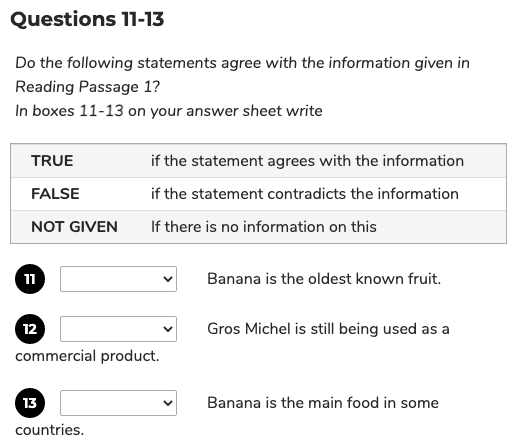 Questions 11-13
Do the following statements agree with the information given in
Reading Passage 1?
In boxes 11-13 on your answer sheet write
TRUE if the statement agrees with the information
FALSE if the statement contradicts the information
NOT GIVEN If there is no information on this
11 Banana is the oldest known fruit.
12 Gros Michel is still being used as a
commercial product.
13 Banana is the main food in some
countries.